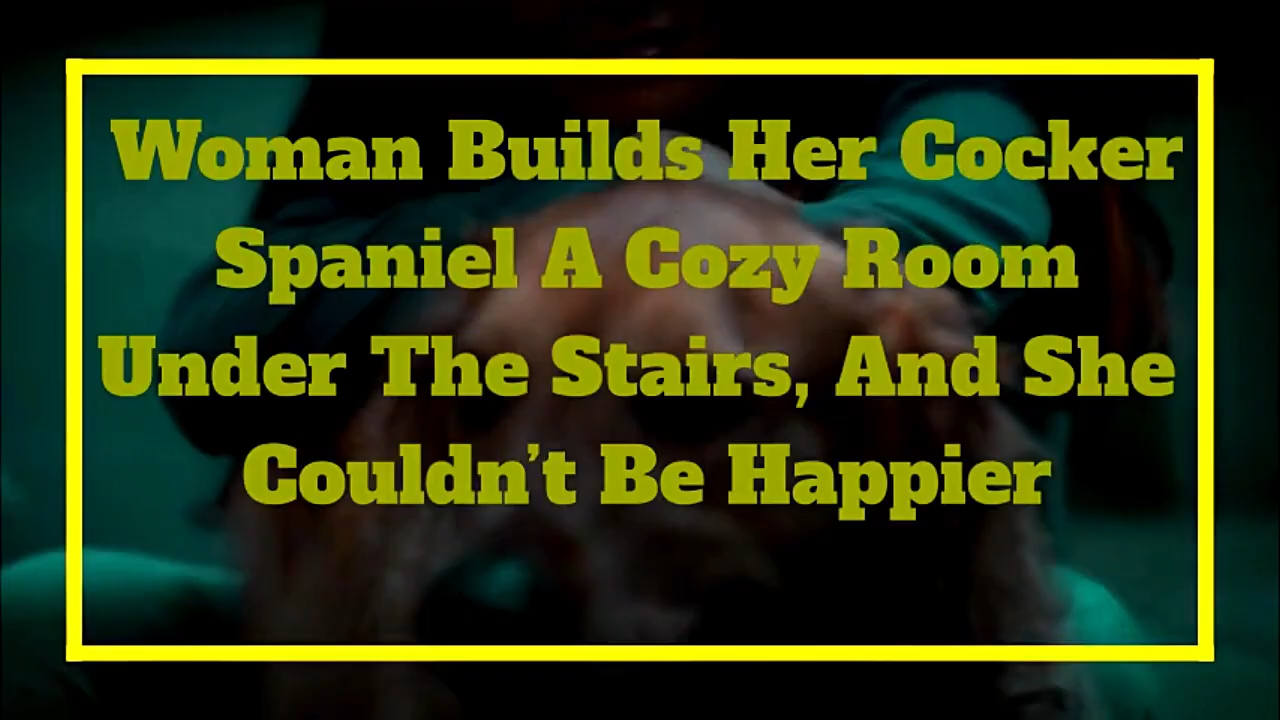 Woman Builds Her Cocker
Spaniel A Cozy Room
Under The Stairs, And She
Couldn’t Be Happier